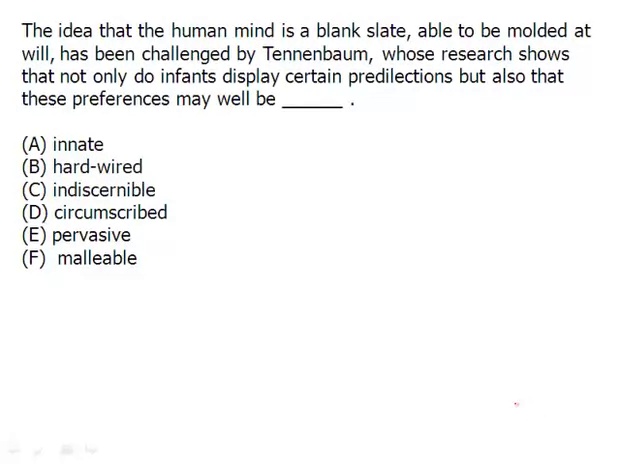 The idea that the human mind is a blank slate, able to be molded at
will, has been challenged by Tennenbaum, whose research shows
that not only do infants display certain predilections but also that
these preferences may well be ______ .
(A) innate
(B) hard-wired
(C) indiscernible
(D) circumscribed
(E) pervasive
(F) malleable